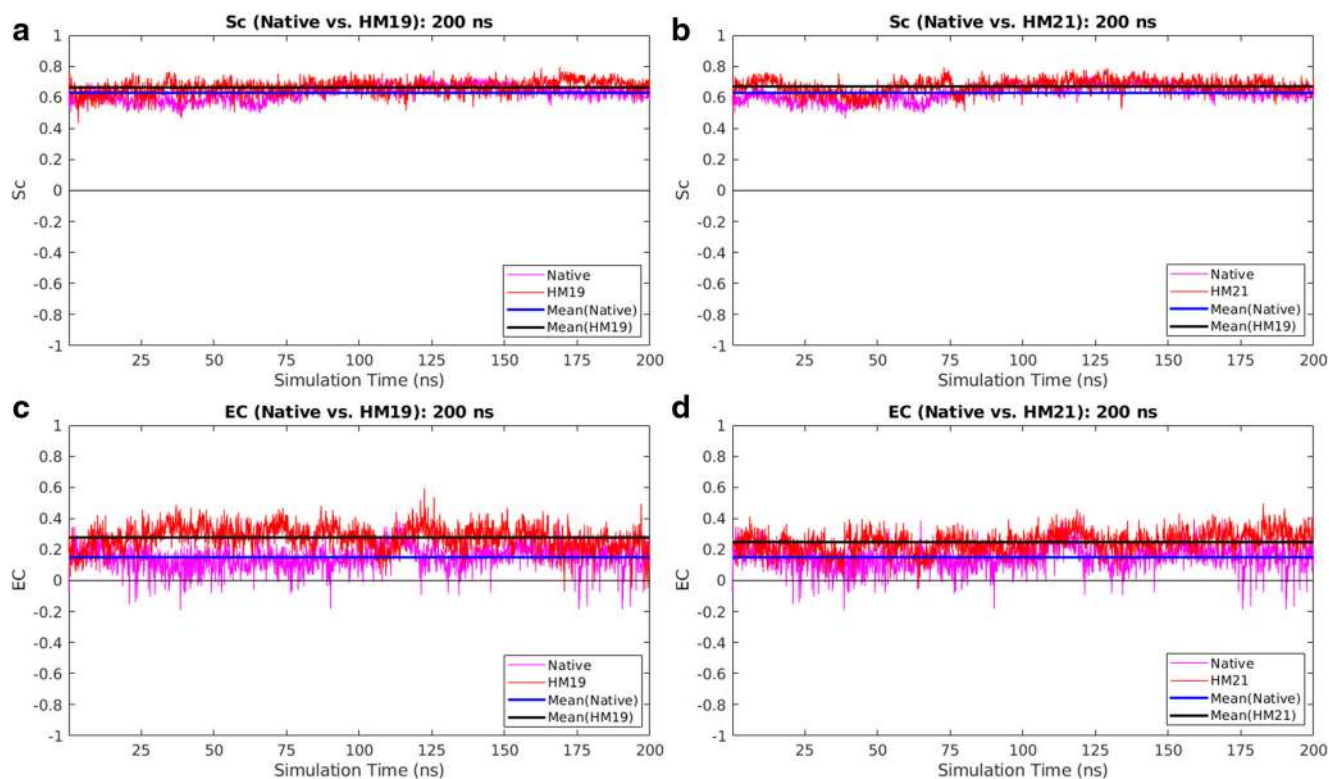 a
Sc (Native vs. HM19): 200 ns
1
0.8
0.6
0.4
0.2
0
-0.2
-0.4
-0.6
-0.8
-1
Sc
Native
HM19
Mean(Native)
Mean(HM19)
25 50 75 100 125 150 175 200
Simulation Time (ns)
b
Sc (Native vs. HM21): 200 ns
1
0.8
0.6
0.4
0.2
0
-0.2
-0.4
-0.6
-0.8
-1
Sc
Native
HM21
Mean(Native)
Mean(HM19)
25 50 75 100 125 150 175 200
Simulation Time (ns)
c
EC (Native vs. HM19): 200 ns
1
0.8
0.6
0.4
0.2
0
-0.2
-0.4
-0.6
-0.8
-1
EC
Native
HM19
Mean(Native)
Mean(HM19)
25 50 75 100 125 150 175 200
Simulation Time (ns)
d
EC (Native vs. HM21): 200 ns
1
0.8
0.6
0.4
0.2
0
-0.2
-0.4
-0.6
-0.8
-1
EC
Native
HM21
Mean(Native)
Mean(HM21)
25 50 75 100 125 150 175 200
Simulation Time (ns)